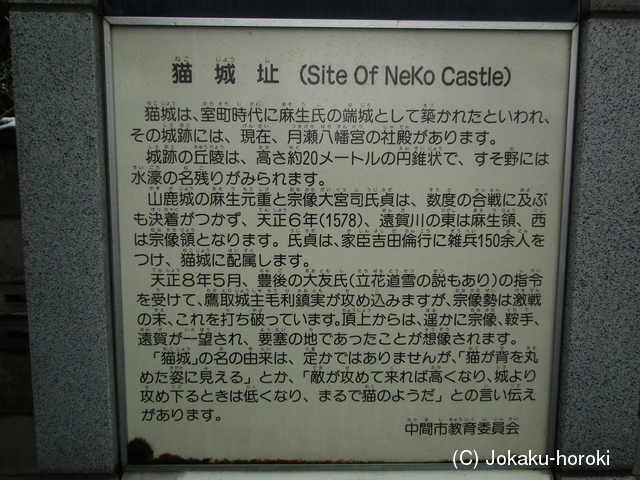 猫城址 (Site Of NeKo Castle)
猫城は、室町時代に麻生氏の端城として築かれたといわれ、
その城跡には、現在、月瀬八幡宮の社殿があります。
城跡の丘陵は、高さ約20メートルの円錐状で、すそ野には
水濠の名残りがみられます。
山鹿城の麻生元重と宗像大宮司氏貞は、数度の合戦に及ぶ
も決着がつかず、天正6年(1578)、遠賀川の東は麻生領、西
は宗像領となります。氏貞は、家臣吉田倫行に雑兵150余人を
つけ、猫城に配属します。
天正8年5月、豊後の大友氏(立花道雪の説もあり)の指令
を受けて、鷹取城主毛利鎮実が攻め込みますが、宗像勢は激戦
の末、これを打ち破っています。頂上からは、遥かに宗像、鞍手、
遠賀が一望され、要塞の地であったことが想像されます。
「猫城」の名の由来は、定かではありませんが、「猫が背を丸
めた姿に見える」とか、「敵が攻めて来れば高くなり、城より
攻め下るときは低くなり、まるで猫のようだ」との言い伝え
があります。
中間市教育委員会
(C) Jokaku-horoki